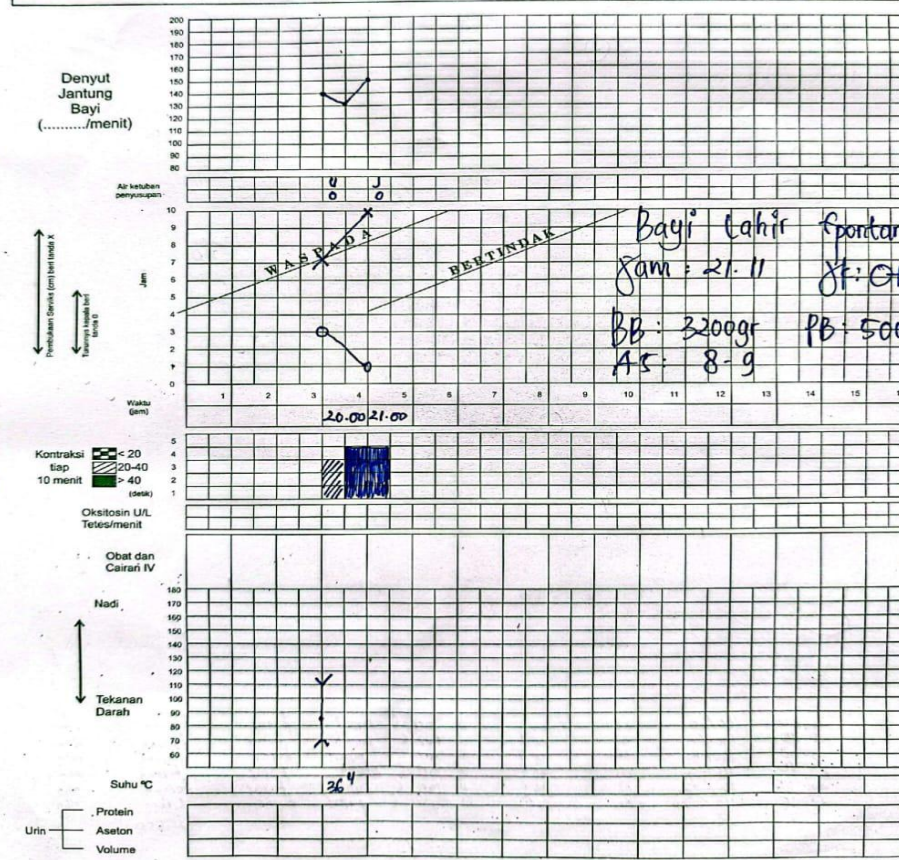 200
190
180
170
160
150
140
130
120
110
100
90
80
Denyut
Jantung
Bayi
(........./menit)
Air ketuban
penyusupan
U J
0 0
10
9
8
7
6
5
4
3
2
1
0
Pembukaan Serviks (cm) beri tanda X
Turunnya kepala beri
tanda 0
Jam
WASPADA
BERTINDAK
Bayi lahir spontan
Jam : 21.11
BB : 3200gr PB : 500
AS : 8-9
1 2 3 4 5 6 7 8 9 10 11 12 13 14 15
Waktu
(jam)
20.00 21.00
Kontraksi
tiap
10 menit
< 20
20-40
> 40
(detik)
5
4
3
2
1
Oksitosin U/L
Tetes/menit
Obat dan
Cairan IV
Nadi
Tekanan
Darah
180
170
160
150
140
130
120
110
100
90
80
70
60
Suhu °C
36⁴
Urin
Protein
Aseton
Volume